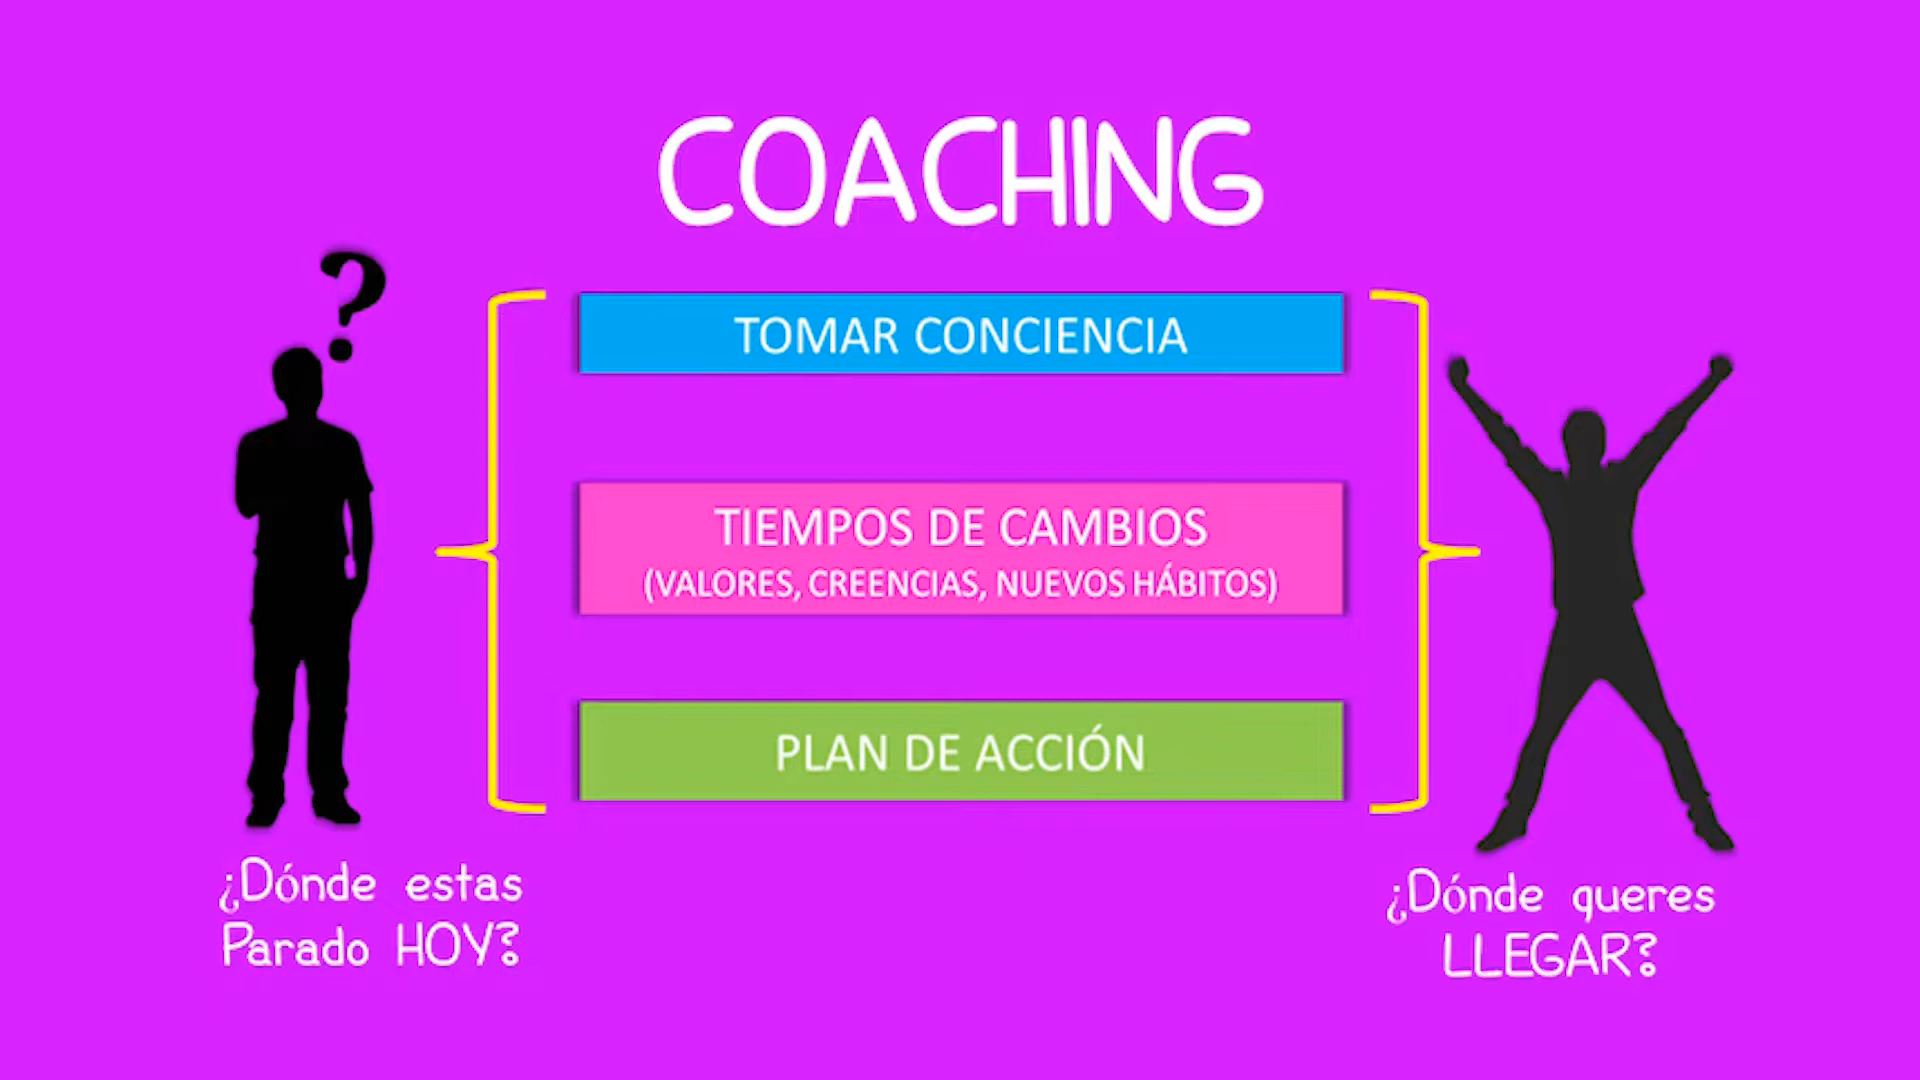 COACHING
?
TOMAR CONCIENCIA
TIEMPOS DE CAMBIOS
(VALORES, CREENCIAS, NUEVOS HÁBITOS)
PLAN DE ACCIÓN
¿Dónde estas
Parado HOY?
¿Dónde queres
LLEGAR?